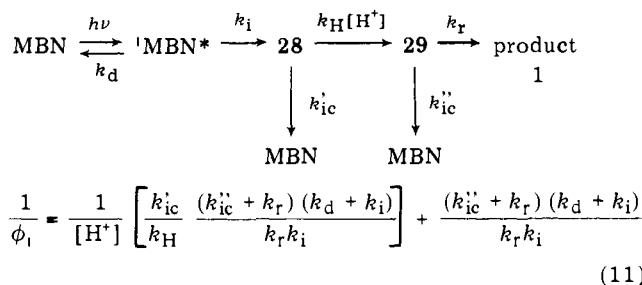 MBN ⇌ ¹MBN* → 28 → 29 → product
hν k_i k_H[H⁺] k_r
k_d 1
k'_ic k''_ic
MBN MBN
1/ϕ₁ = 1/[H⁺] [ k'_ic/k_H (k''_ic + k_r) (k_d + k_i)/k_r k_i ] + (k''_ic + k_r) (k_d + k_i)/k_r k_i
(11)